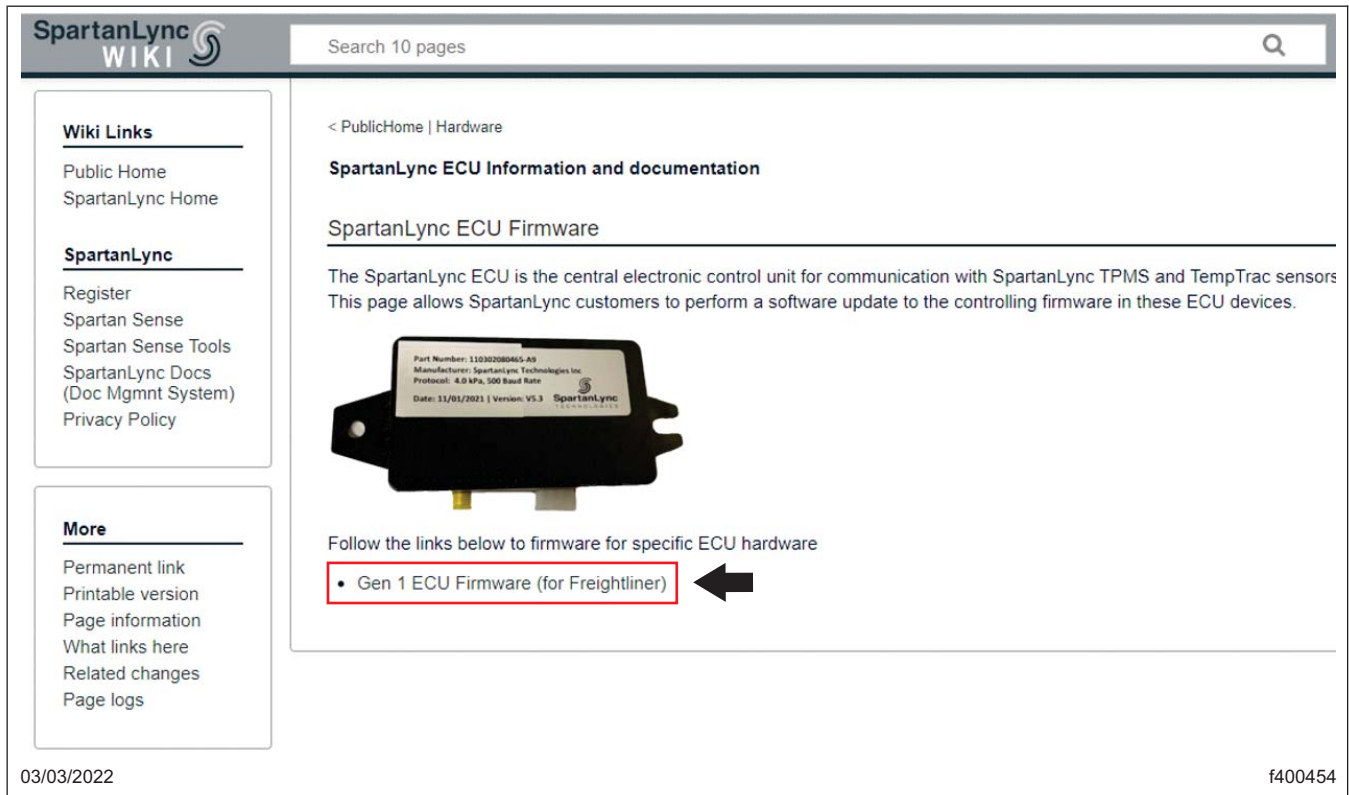 SpartanLync
WIKI
Search 10 pages
Wiki Links
Public Home
SpartanLync Home
SpartanLync
Register
Spartan Sense
Spartan Sense Tools
SpartanLync Docs
(Doc Mgmnt System)
Privacy Policy
More
Permanent link
Printable version
Page information
What links here
Related changes
Page logs
< PublicHome | Hardware
SpartanLync ECU Information and documentation
SpartanLync ECU Firmware
The SpartanLync ECU is the central electronic control unit for communication with SpartanLync TPMS and TempTrac sensors
This page allows SpartanLync customers to perform a software update to the controlling firmware in these ECU devices.
Part Number: 110302080465-A9
Manufacturer: SpartanLync Technologies Inc
Protocol: 4.0 kPa, 500 Baud Rate
Date: 11/01/2021 | Version: V5.3
SpartanLync
TECHNOLOGIES
Follow the links below to firmware for specific ECU hardware
• Gen 1 ECU Firmware (for Freightliner)
03/03/2022
f400454